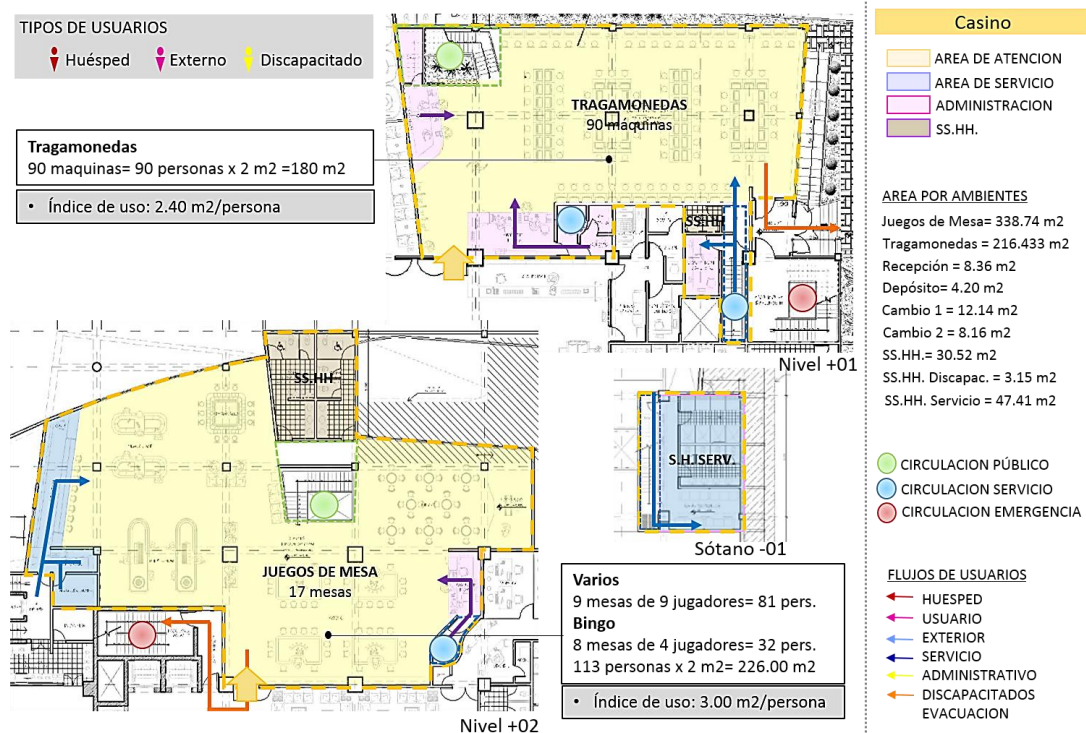 TIPOS DE USUARIOS
Huésped
Externo
Discapacitado
Tragamonedas
90 maquinas= 90 personas x 2 m2 =180 m2
• Índice de uso: 2.40 m2/persona
TRAGAMONEDAS
90 máquinas
SS.HH
Nivel +01
SS.HH
JUEGOS DE MESA
17 mesas
Nivel +02
S.H. SERV.
Sótano -01
Varios
9 mesas de 9 jugadores= 81 pers.
Bingo
8 mesas de 4 jugadores= 32 pers.
113 personas x 2 m2= 226.00 m2
• Índice de uso: 3.00 m2/persona
Casino
AREA DE ATENCION
AREA DE SERVICIO
ADMINISTRACION
SS.HH.
AREA POR AMBIENTES
Juegos de Mesa= 338.74 m2
Tragamonedas = 216.433 m2
Recepción = 8.36 m2
Depósito= 4.20 m2
Cambio 1 = 12.14 m2
Cambio 2 = 8.16 m2
SS.HH.= 30.52 m2
SS.HH. Discapac. = 3.15 m2
SS.HH. Servicio = 47.41 m2
CIRCULACION PÚBLICO
CIRCULACION SERVICIO
CIRCULACION EMERGENCIA
FLUJOS DE USUARIOS
HUESPED
USUARIO
EXTERIOR
SERVICIO
ADMINISTRATIVO
DISCAPACITADOS
EVACUACION